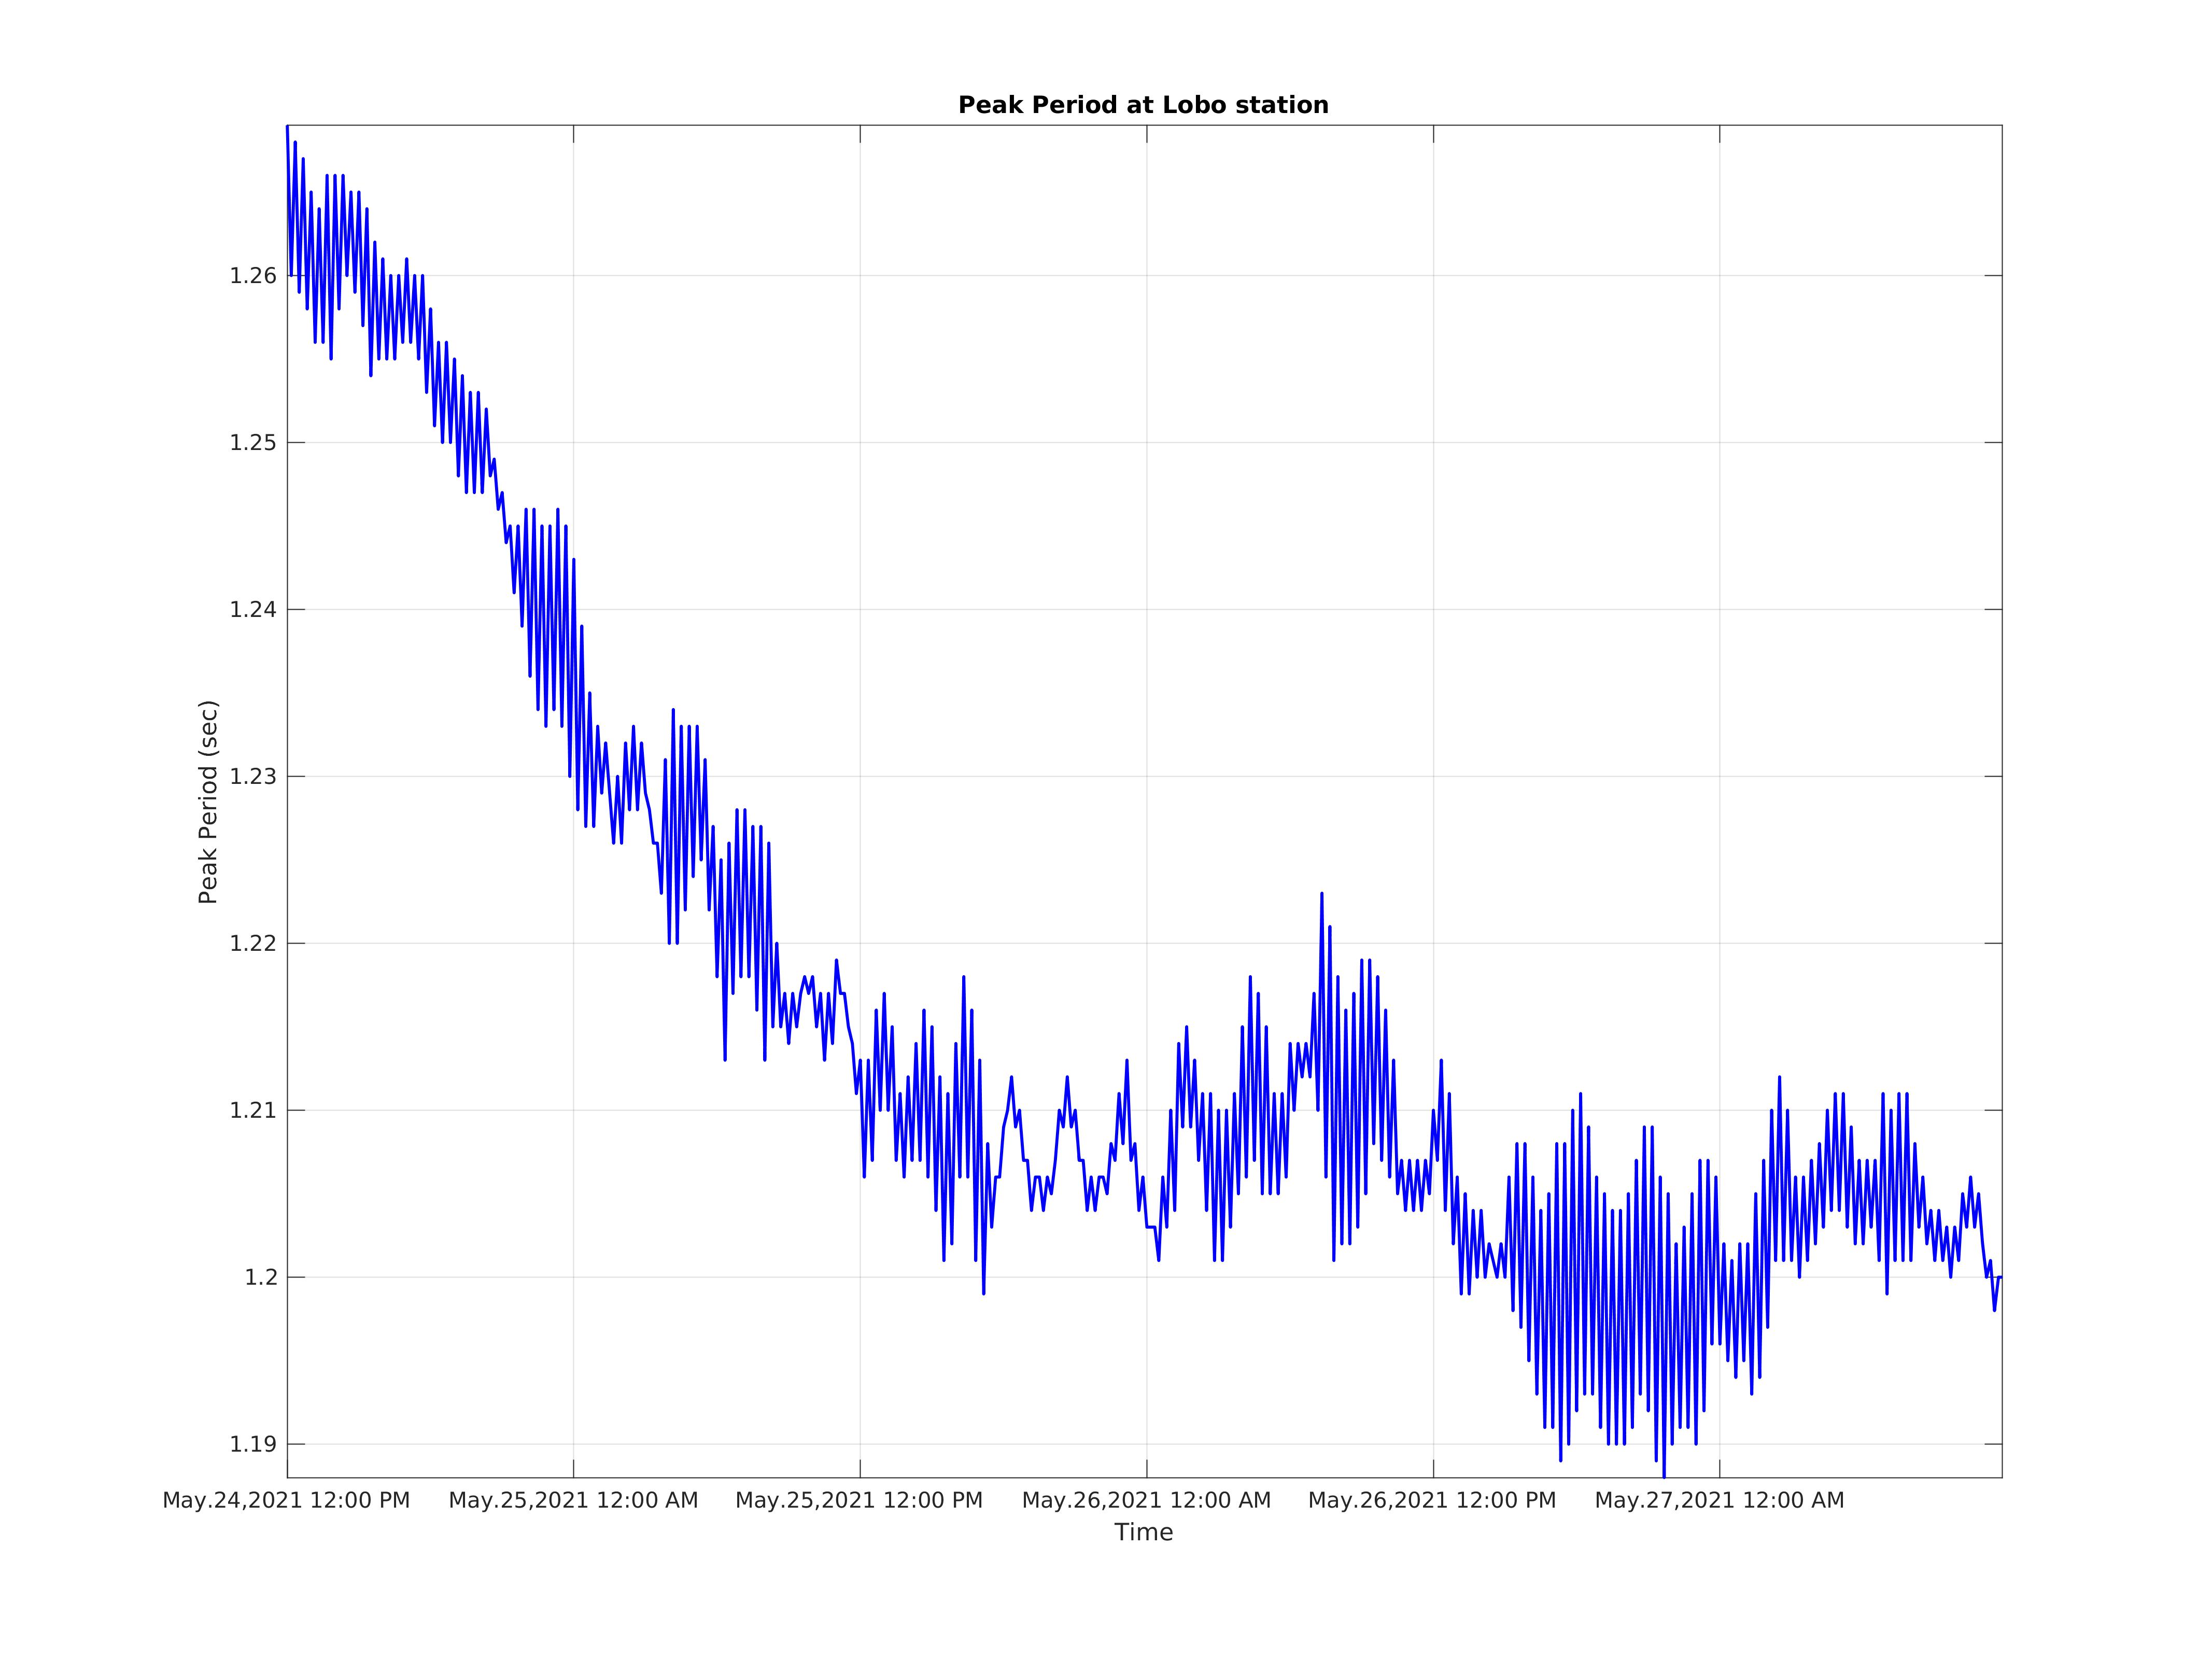 Peak Period at Lobo station
1.26
1.25
1.24
1.23
1.22
1.21
1.2
1.19
Peak Period (sec)
May.24,2021 12:00 PM
May.25,2021 12:00 AM
May.25,2021 12:00 PM
May.26,2021 12:00 AM
May.26,2021 12:00 PM
May.27,2021 12:00 AM
Time